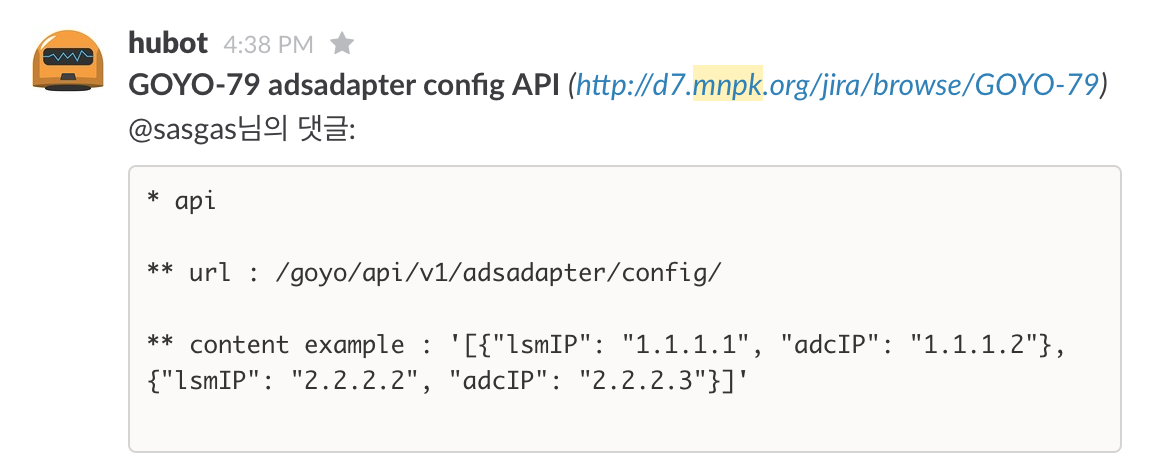 hubot 4:38 PM
GOYO-79 adsadapter config API (http://d7.mnpk.org/jira/browse/GOYO-79)
@sasgas님의 댓글:
* api
** url : /goyo/api/v1/adsadapter/config/
** content example : '[{"lsmIP": "1.1.1.1", "adcIP": "1.1.1.2"},
{"lsmIP": "2.2.2.2", "adcIP": "2.2.2.3"}]'